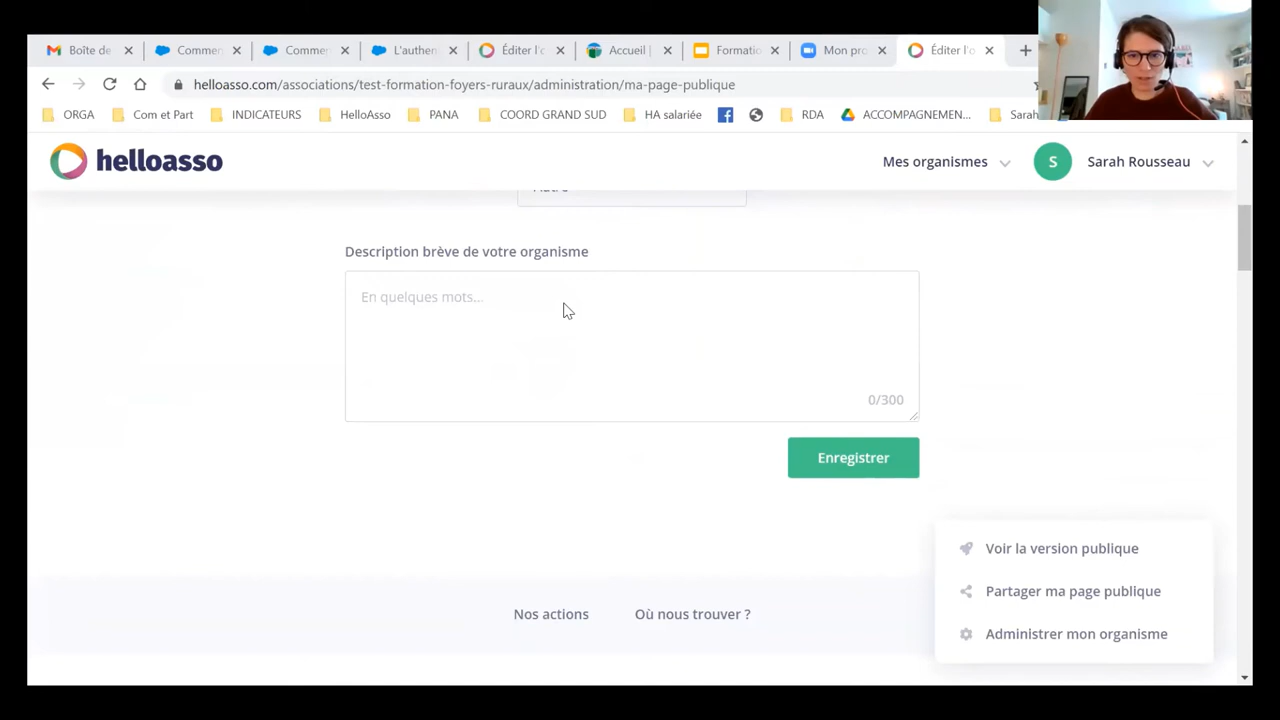 Boîte de
Commen
Commen
L'authen
Éditer l'o
Accueil |
Formatio
Mon pro
Éditer l'o
helloasso.com/associations/test-formation-foyers-ruraux/administration/ma-page-publique
ORGA
Com et Part
INDICATEURS
HelloAsso
PANA
COORD GRAND SUD
HA salariée
RDA
ACCOMPAGNEMEN...
Sarah
helloasso
Mes organismes
S
Sarah Rousseau
Description brève de votre organisme
En quelques mots...
0/300
Enregistrer
Voir la version publique
Partager ma page publique
Administrer mon organisme
Nos actions
Où nous trouver ?